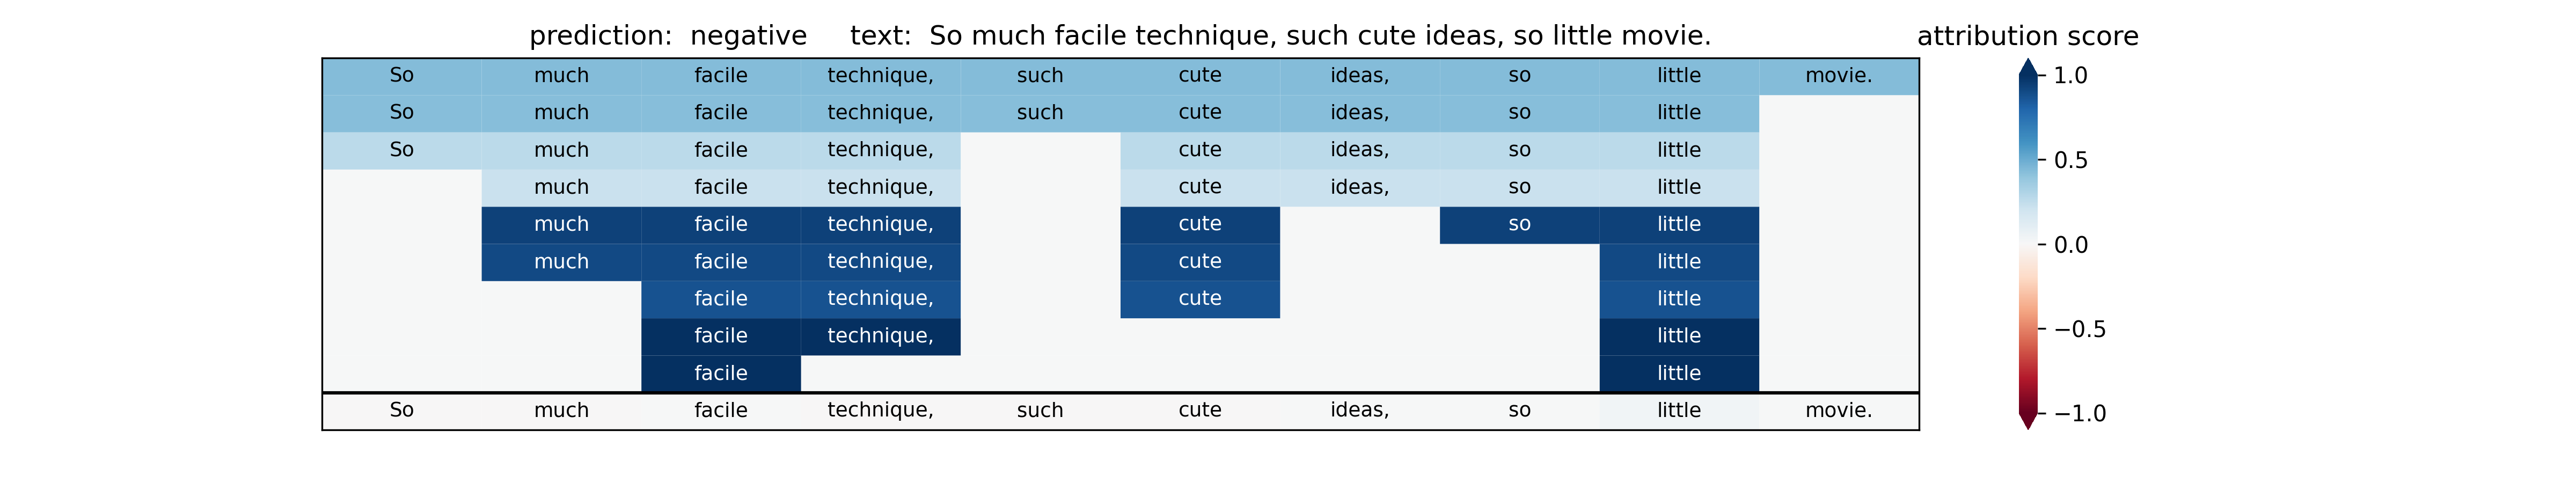 prediction:  negative     text:  So much facile technique, such cute ideas, so little movie.
attribution score
So much facile technique, such cute ideas, so little movie.
So much facile technique, such cute ideas, so little
So much facile technique, cute ideas, so little
much facile technique, cute ideas, so little
much facile technique, cute so little
much facile technique, cute little
facile technique, cute little
facile technique, little
facile little
So much facile technique, such cute ideas, so little movie.
1.0
0.5
0.0
−0.5
−1.0